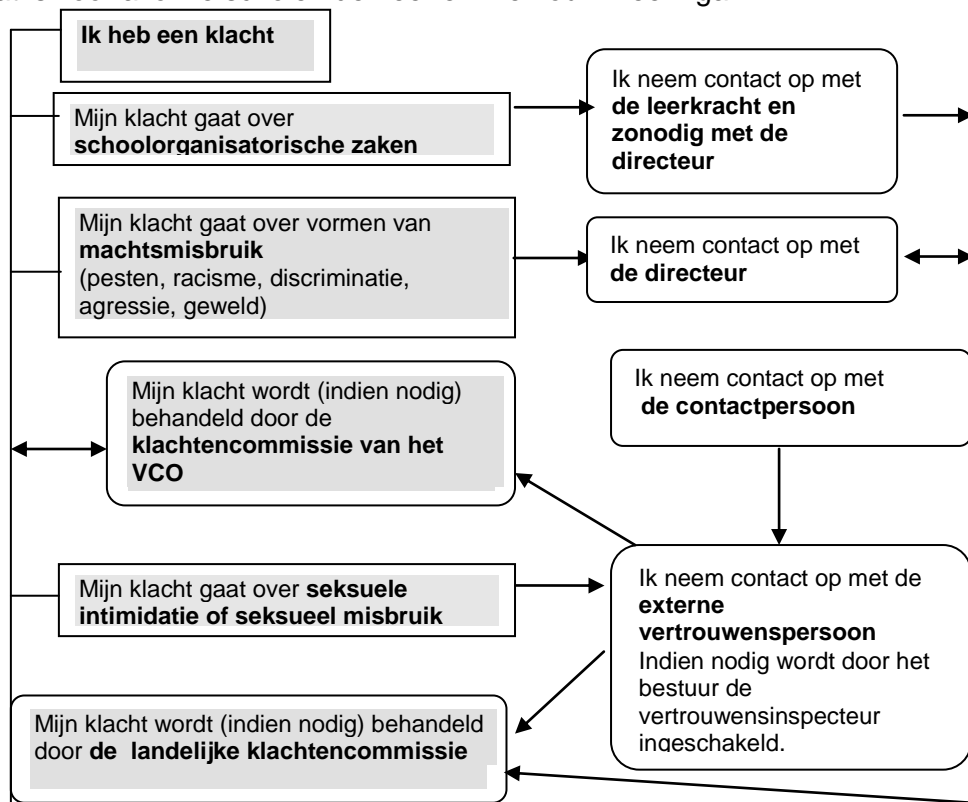 Ik heb een klacht
Mijn klacht gaat over
schoolorganisatorische zaken
Ik neem contact op met
de leerkracht en
zonodig met de
directeur
Mijn klacht gaat over vormen van
machtsmisbruik
(pesten, racisme, discriminatie,
agressie, geweld)
Ik neem contact op met
de directeur
Mijn klacht wordt (indien nodig)
behandeld door de
klachtencommissie van het
VCO
Ik neem contact op met
de contactpersoon
Mijn klacht gaat over seksuele
intimidatie of seksueel misbruik
Ik neem contact op met de
externe
vertrouwenspersoon
Indien nodig wordt door het
bestuur de
vertrouwensinspecteur
ingeschakeld.
Mijn klacht wordt (indien nodig) behandeld
door de landelijke klachtencommissie